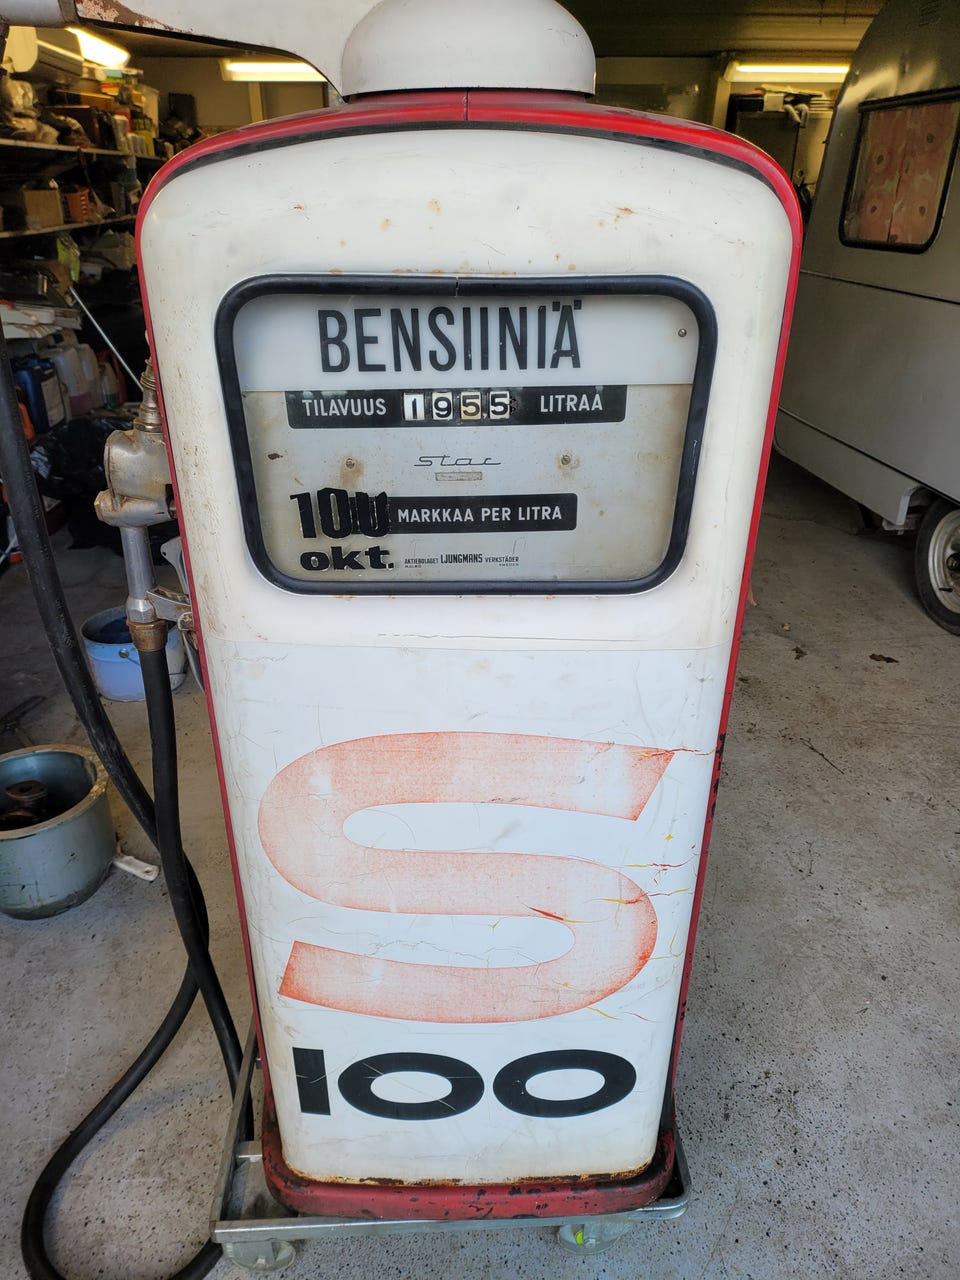 BENSIINIÄ
TILAVUUS 1955 LITRAA
Star
100 MARKKAA PER LITRA
okt. AKTIEBOLAGET LJUNGMANS VERKSTÄDER
MALMÖ SWEDEN
S
100